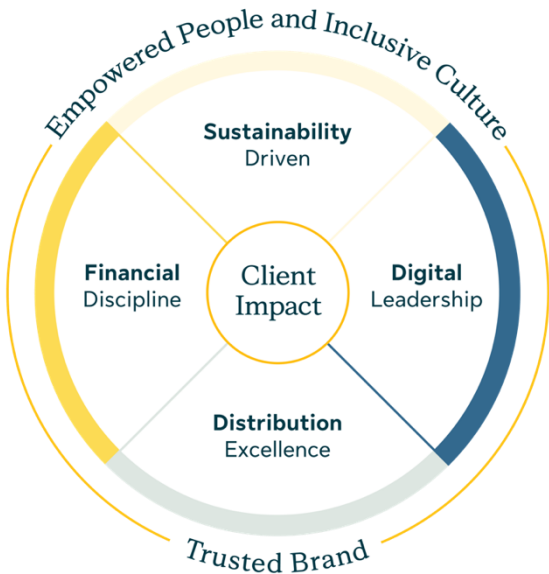 Empowered People and Inclusive Culture
Sustainability
Driven
Financial
Discipline
Client
Impact
Digital
Leadership
Distribution
Excellence
Trusted Brand